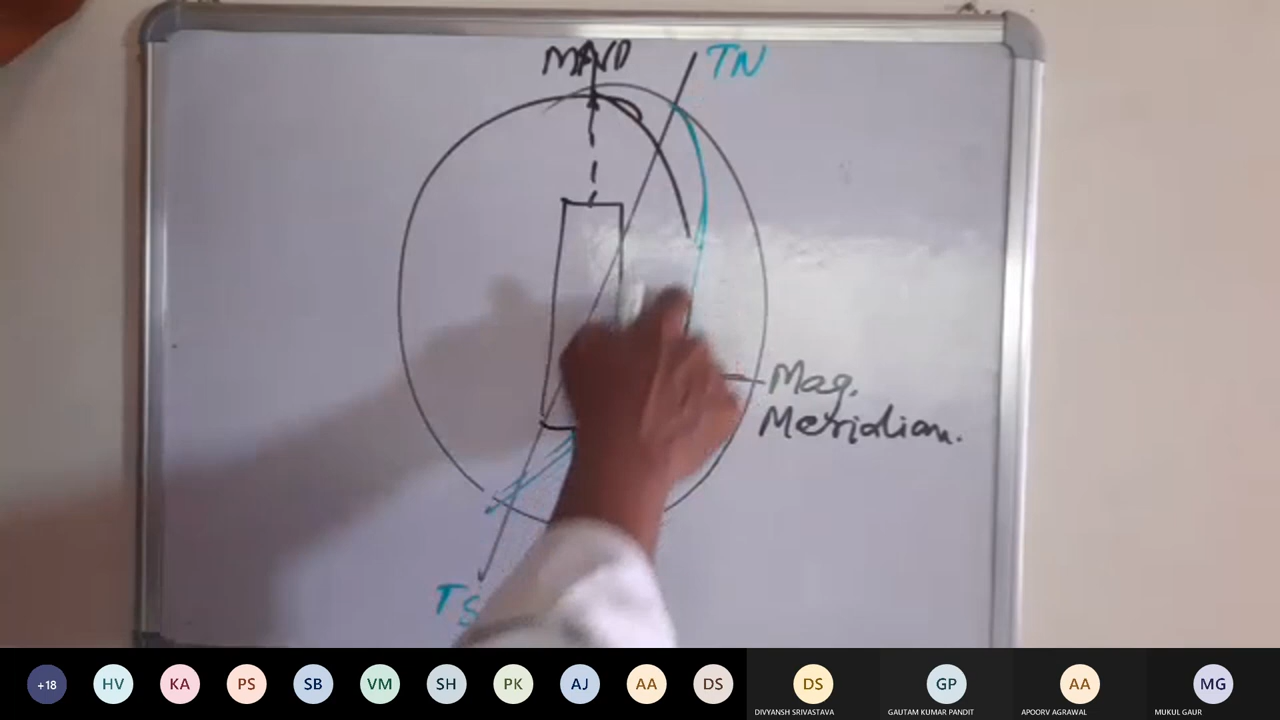 TN
Mag.
Meridian.
TS
+18
HV
KA
PS
SB
VM
SH
PK
AJ
AA
DS
DS
GP
AA
MG
DIVYANSH SRIVASTAVA
GAUTAM KUMAR PANDIT
APOORV AGRAWAL
MUKUL GAUR